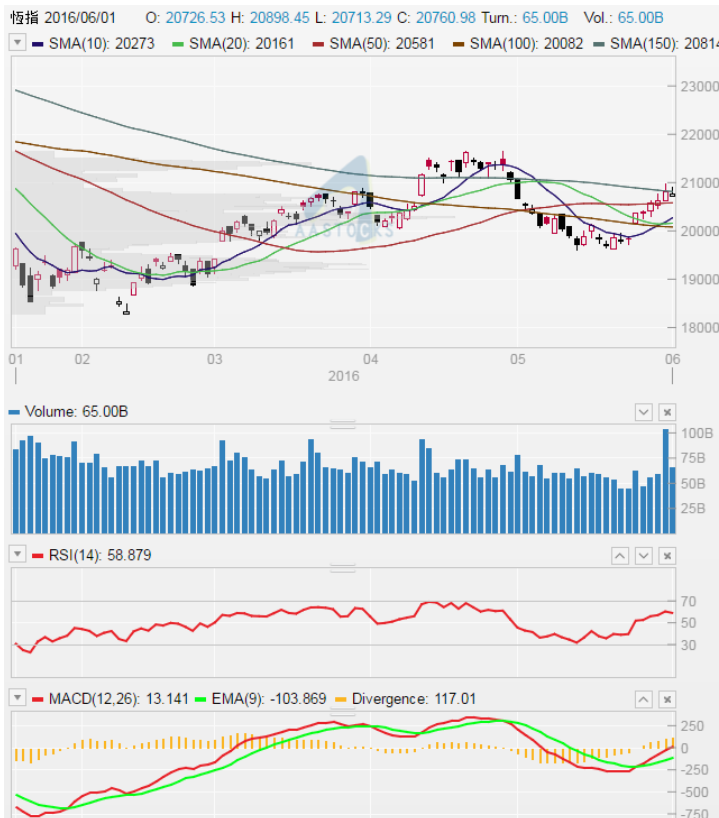 恆指 2016/06/01 O: 20726.53 H: 20898.45 L: 20713.29 C: 20760.98 Turn.: 65.00B Vol.: 65.00B
SMA(10): 20273 SMA(20): 20161 SMA(50): 20581 SMA(100): 20082 SMA(150): 20814
23000
22000
21000
20000
AASTOCKS
19000
18000
01 02 03 04 05 06
2016
Volume: 65.00B
100B
75B
50B
25B
RSI(14): 58.879
70
50
30
MACD(12,26): 13.141 EMA(9): -103.869 Divergence: 117.01
250
0
-250
-500
-750